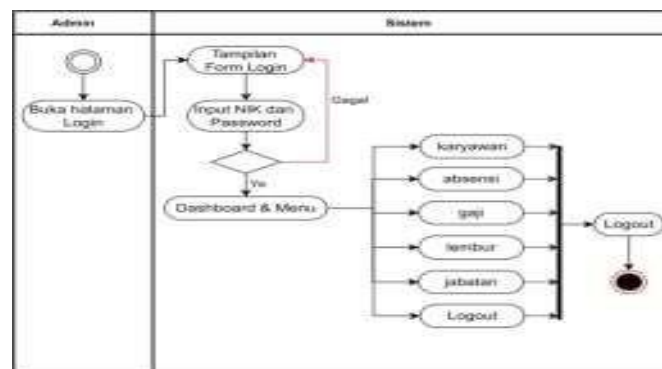 Admin
Sistem
Tampilan
Form Login
Gagal
Buka halaman
Login
Input NIK dan
Password
Ya
Dashboard & Menu
karyawan
absensi
gaji
lembur
jabatan
Logout
Logout